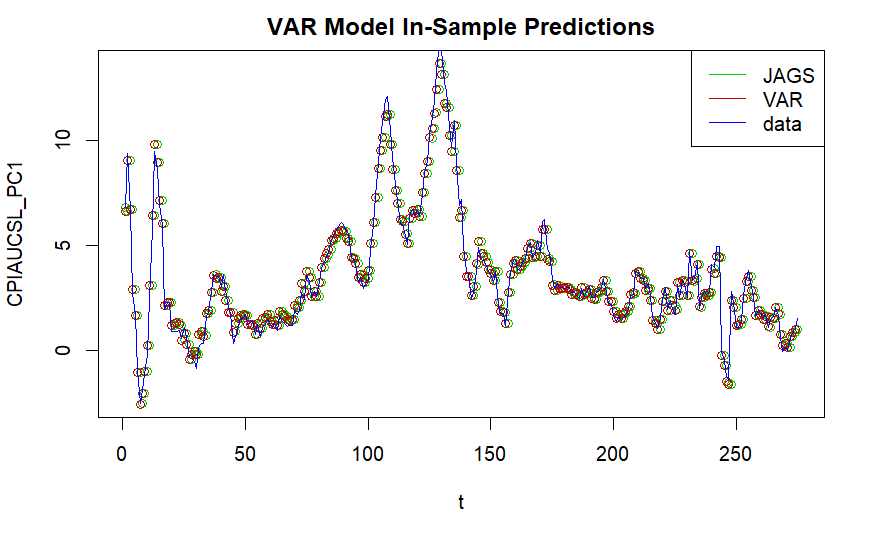 VAR Model In-Sample Predictions
JAGS
VAR
data
CPIAUCSL_PC1
10
5
0
0 50 100 150 200 250
t